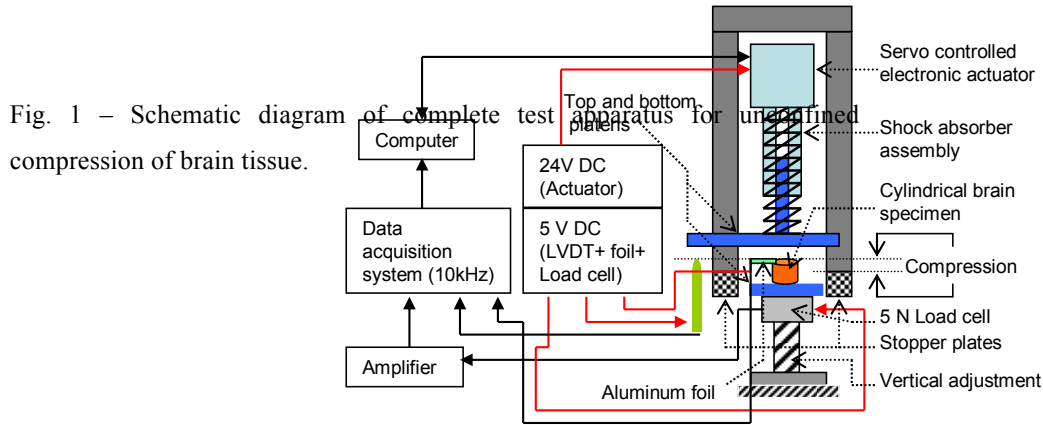 Fig. 1 – Schematic diagram of complete test apparatus for unconfined
compression of brain tissue.
Servo controlled
electronic actuator
Top and bottom
platens
Shock absorber
assembly
Computer
24V DC
(Actuator)
Cylindrical brain
specimen
Data
acquisition
system (10kHz)
5 V DC
(LVDT+ foil+
Load cell)
Compression
5 N Load cell
Stopper plates
Amplifier
Aluminum foil
Vertical adjustment